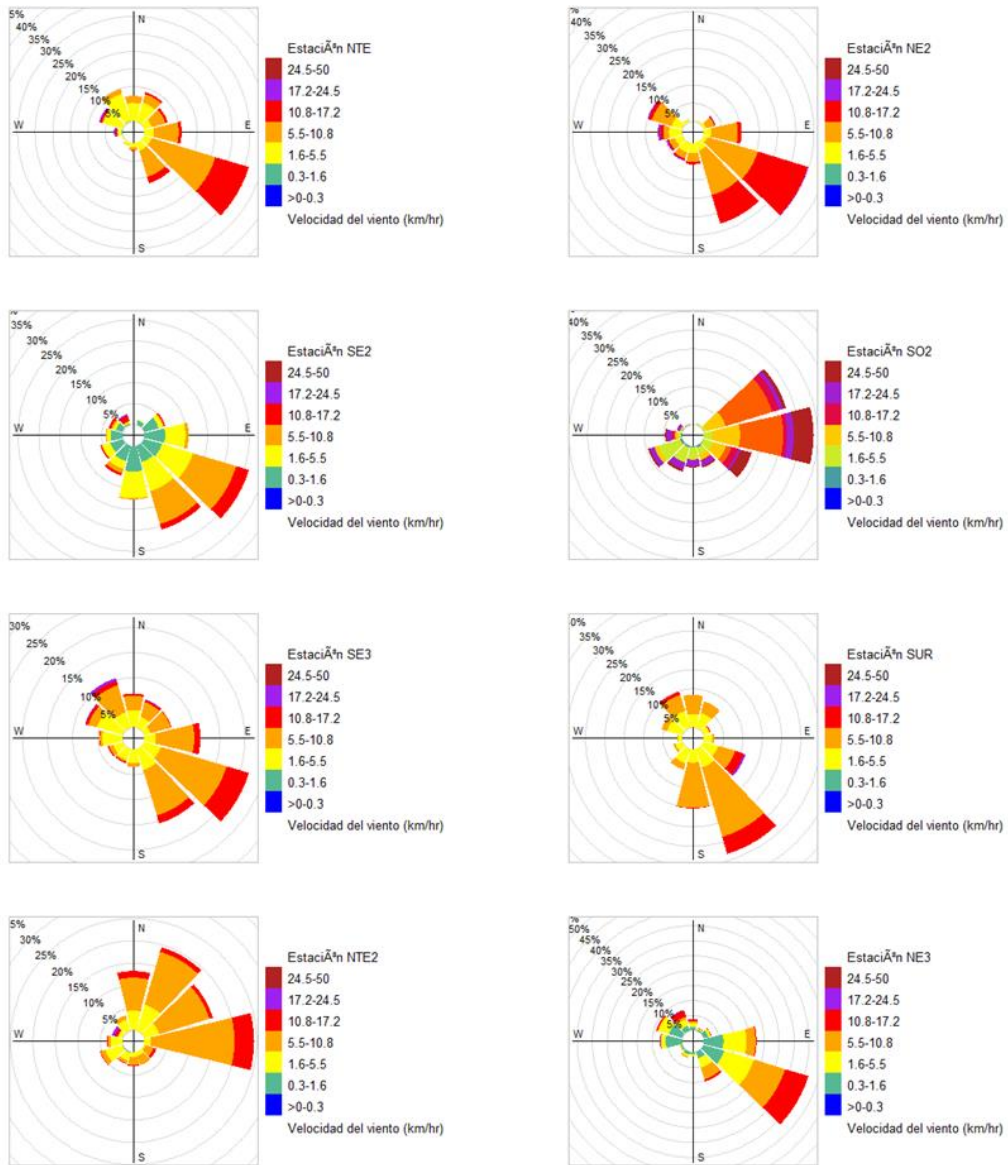 5%
40%
35%
30%
25%
20%
15%
10%
5%
N
W
E
S
EstaciÃ³n NTE
24.5-50
17.2-24.5
10.8-17.2
5.5-10.8
1.6-5.5
0.3-1.6
>0-0.3
Velocidad del viento (km/hr)
40%
35%
30%
25%
20%
15%
10%
5%
N
W
E
S
EstaciÃ³n NE2
24.5-50
17.2-24.5
10.8-17.2
5.5-10.8
1.6-5.5
0.3-1.6
>0-0.3
Velocidad del viento (km/hr)
%
35%
30%
25%
20%
15%
10%
5%
N
W
E
S
EstaciÃ³n SE2
24.5-50
17.2-24.5
10.8-17.2
5.5-10.8
1.6-5.5
0.3-1.6
>0-0.3
Velocidad del viento (km/hr)
40%
35%
30%
25%
20%
15%
10%
5%
N
W
E
S
EstaciÃ³n SO2
24.5-50
17.2-24.5
10.8-17.2
5.5-10.8
1.6-5.5
0.3-1.6
>0-0.3
Velocidad del viento (km/hr)
30%
25%
20%
15%
10%
5%
N
W
E
S
EstaciÃ³n SE3
24.5-50
17.2-24.5
10.8-17.2
5.5-10.8
1.6-5.5
0.3-1.6
>0-0.3
Velocidad del viento (km/hr)
0%
35%
30%
25%
20%
15%
10%
5%
N
W
E
S
EstaciÃ³n SUR
24.5-50
17.2-24.5
10.8-17.2
5.5-10.8
1.6-5.5
0.3-1.6
>0-0.3
Velocidad del viento (km/hr)
5%
30%
25%
20%
15%
10%
5%
N
W
E
S
EstaciÃ³n NTE2
24.5-50
17.2-24.5
10.8-17.2
5.5-10.8
1.6-5.5
0.3-1.6
>0-0.3
Velocidad del viento (km/hr)
%
50%
45%
40%
35%
30%
25%
20%
15%
10%
5%
N
W
E
S
EstaciÃ³n NE3
24.5-50
17.2-24.5
10.8-17.2
5.5-10.8
1.6-5.5
0.3-1.6
>0-0.3
Velocidad del viento (km/hr)